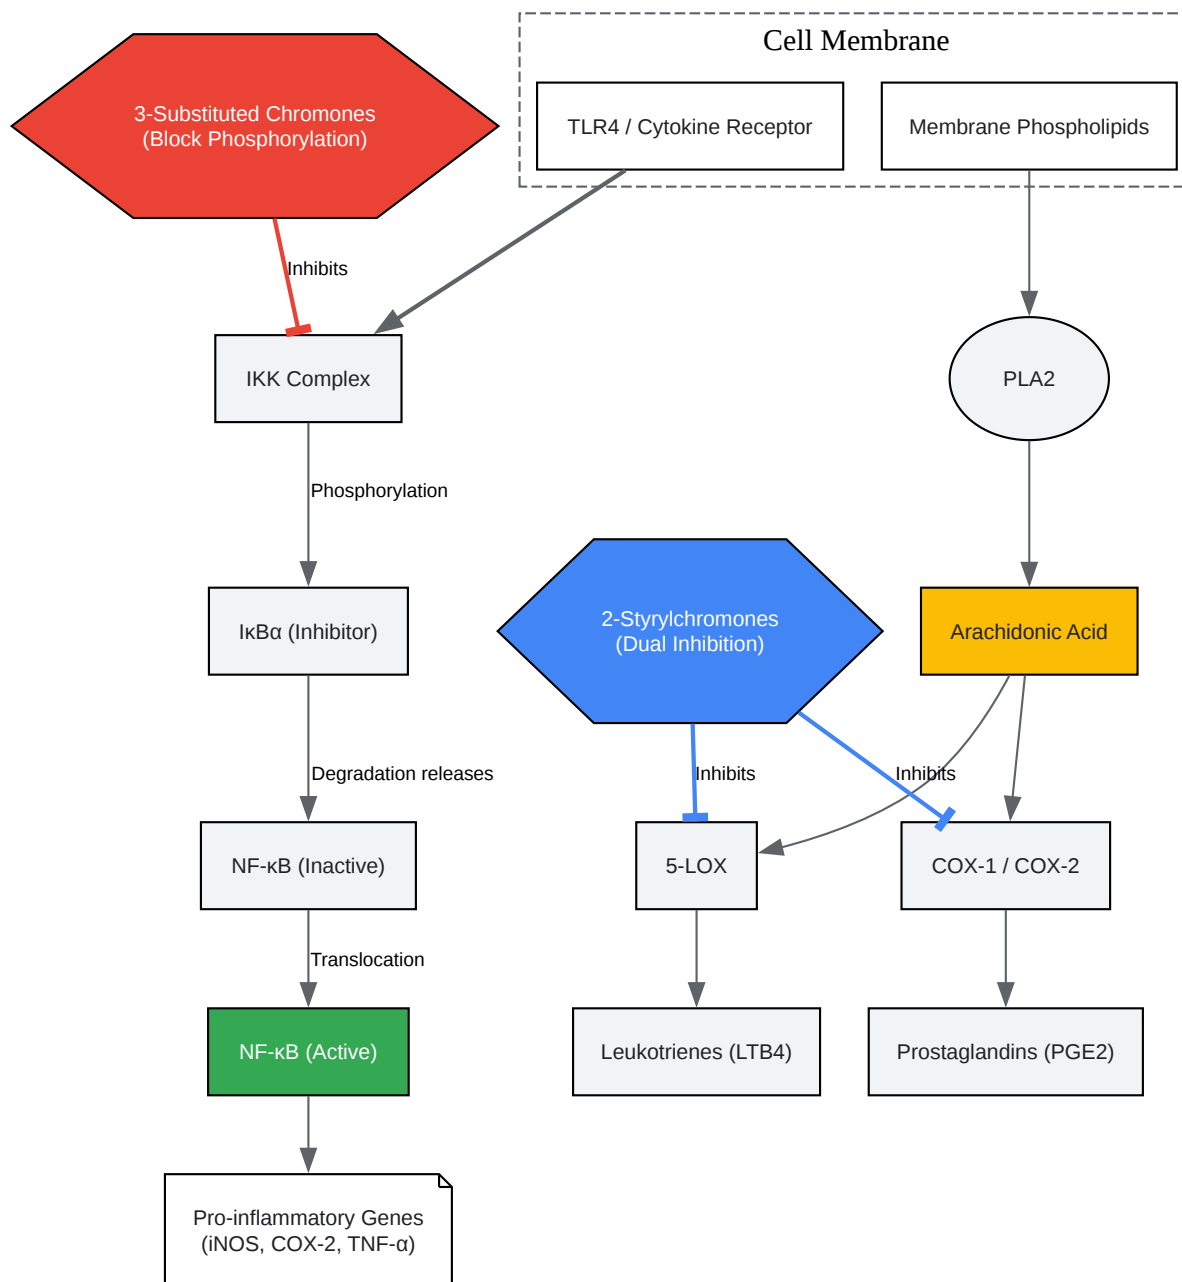 Cell Membrane
3-Substituted Chromones
(Block Phosphorylation)
TLR4 / Cytokine Receptor
Membrane Phospholipids
Inhibits
IKK Complex
PLA2
Phosphorylation
2-Styrylchromones
(Dual Inhibition)
IκBα (Inhibitor)
Arachidonic Acid
Degradation releases
Inhibits
Inhibits
NF-κB (Inactive)
5-LOX
COX-1 / COX-2
Translocation
NF-κB (Active)
Leukotrienes (LTB4)
Prostaglandins (PGE2)
Pro-inflammatory Genes
(iNOS, COX-2, TNF-α)